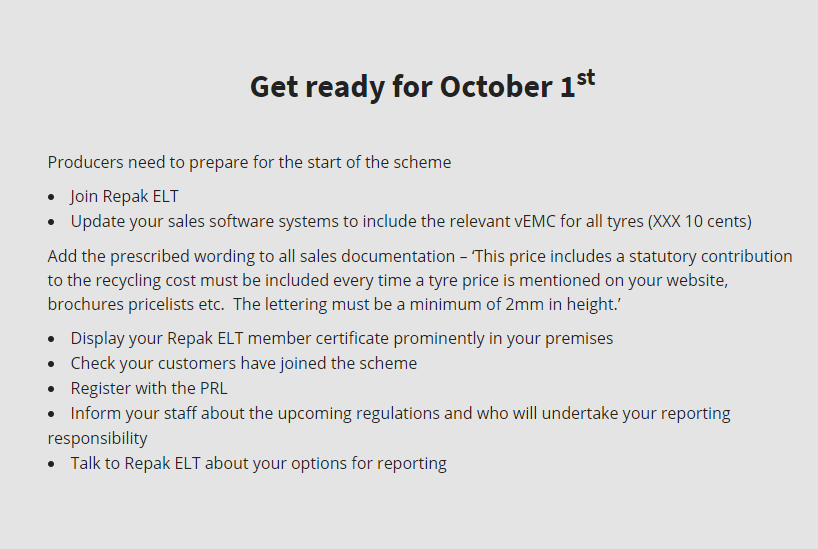 Get ready for October 1st
Producers need to prepare for the start of the scheme
• Join Repak ELT
• Update your sales software systems to include the relevant vEMC for all tyres (XXX 10 cents)
Add the prescribed wording to all sales documentation – ‘This price includes a statutory contribution
to the recycling cost must be included every time a tyre price is mentioned on your website,
brochures pricelists etc.  The lettering must be a minimum of 2mm in height.’
• Display your Repak ELT member certificate prominently in your premises
• Check your customers have joined the scheme
• Register with the PRL
• Inform your staff about the upcoming regulations and who will undertake your reporting
responsibility
• Talk to Repak ELT about your options for reporting